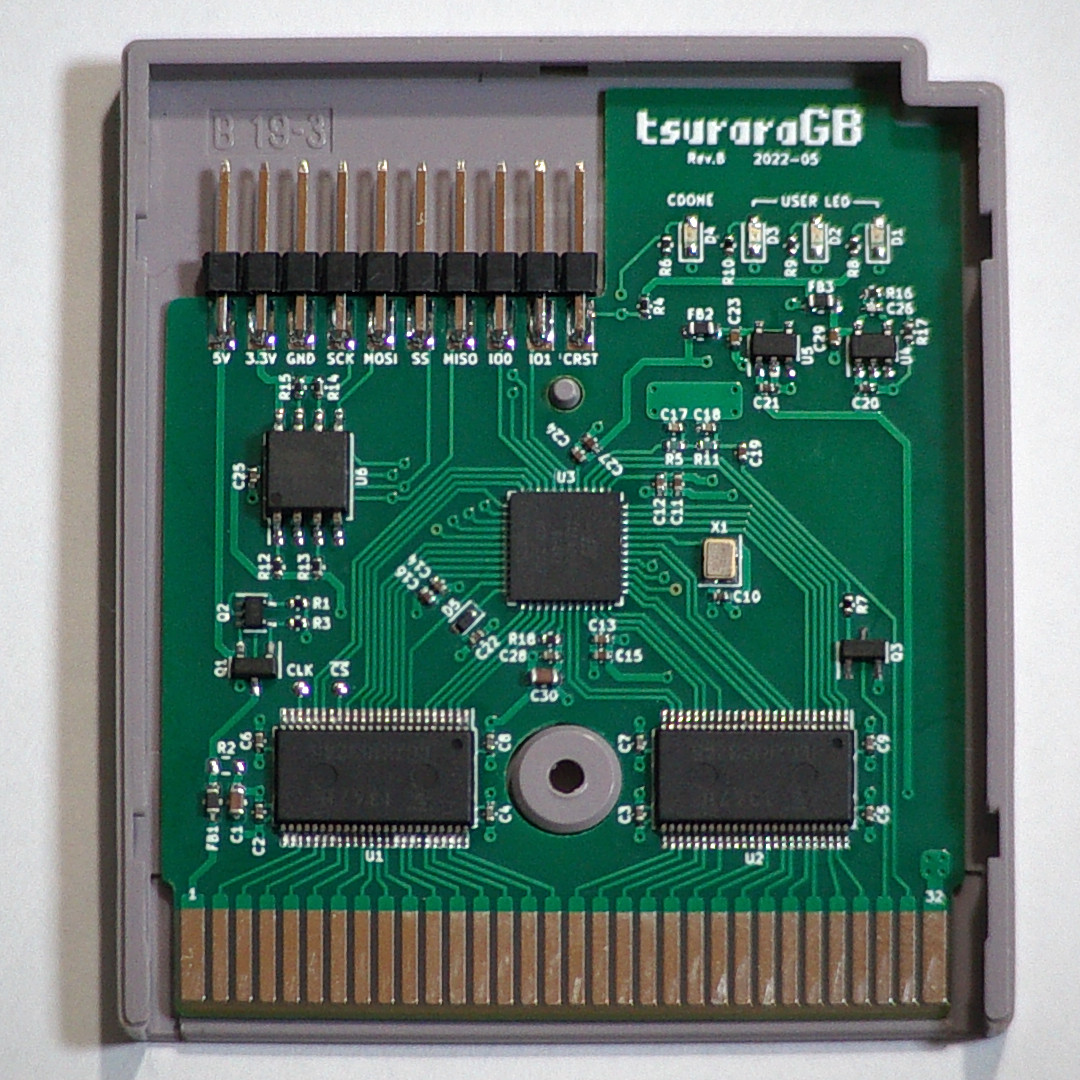 B 19-3
tsuraraGB
Rev.B 2022-05
CDONE USER LED
R6 D4 R10 D3 R9 D2 R8 D1
R4 FB2 C23 FB3 R16
C26
C29 R17
U5 U4
5V 3.3V GND SCK MOSI SS MISO IO0 IO1 CRST
R15 R14 C21 C20
C17 C18
C24 C27 R5 R11 C19
C25 U6 U3
C12 C11
X1
R12 R13 C14 C16 C10
Q2 R1 D5 C13 R7
R3 C22 R18
C28 C15 Q3
Q1 CLK CS
C30
R2 C6 C8 C7 C9
FB1 C1 C2 C4 C3 C5
U1 U2
1 32